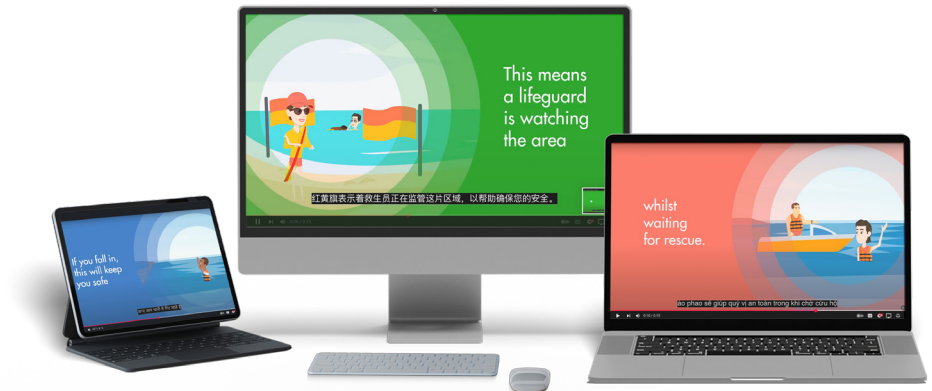 If you fall in,
this will keep
you safe
This means
a lifeguard
is watching
the area
红黄旗表示着救生员正在监管这片区域，以帮助确保您的安全。
whilst
waiting
for rescue.
áo phao sẽ giúp quý vị an toàn trong khi chờ cứu hộ